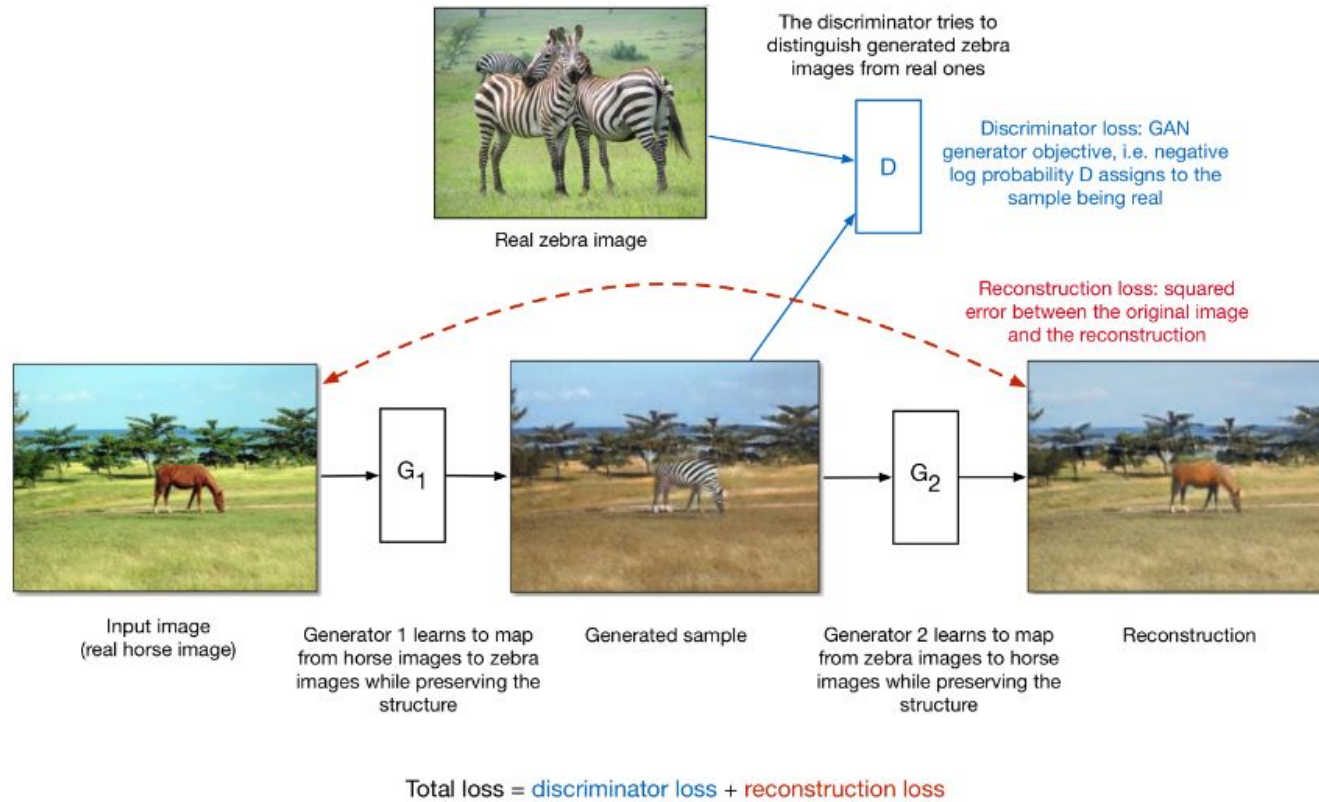 The discriminator tries to
distinguish generated zebra
images from real ones
Discriminator loss: GAN
generator objective, i.e. negative
log probability D assigns to the
sample being real
D
Real zebra image
Reconstruction loss: squared
error between the original image
and the reconstruction
G1
G2
Input image
(real horse image)
Generator 1 learns to map
from horse images to zebra
images while preserving the
structure
Generated sample
Generator 2 learns to map
from zebra images to horse
images while preserving the
structure
Reconstruction
Total loss = discriminator loss + reconstruction loss